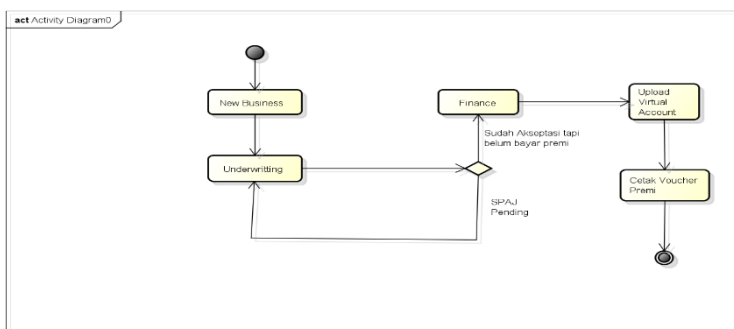 act Activity Diagram0
New Business
Underwritting
Finance
Sudah Akseptasi tapi
belum bayar premi
SPAJ
Pending
Upload
Virtual
Account
Cetak Voucher
Premi